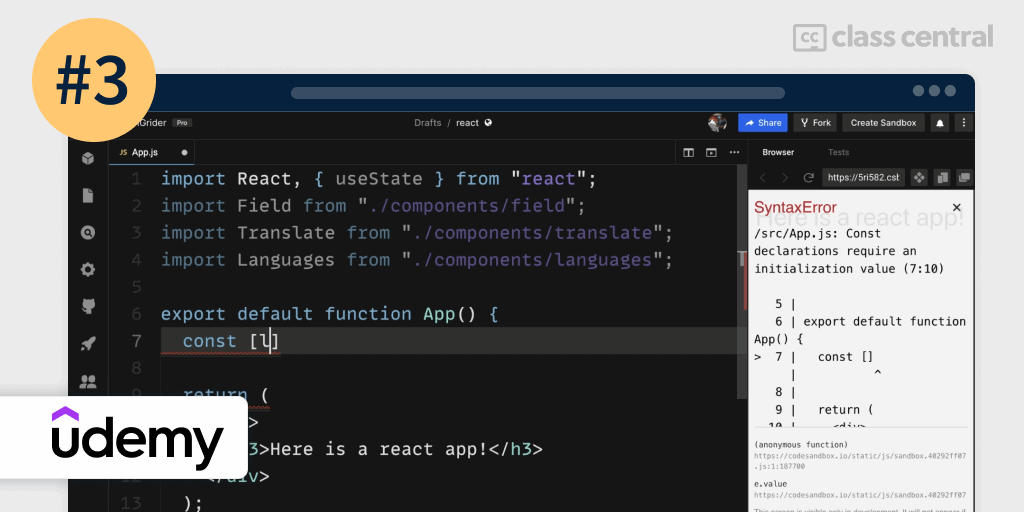 #3
class central
Grider Pro
Drafts / react
Share
Fork
Create Sandbox
JS App.js
Browser
Tests
https://5ri582.csb
1 import React, { useState } from "react";
2 import Field from "./components/field";
3 import Translate from "./components/translate";
4 import Languages from "./components/languages";
5
6 export default function App() {
7 const [l]
8
9 return (
>
3>Here is a react app!</h3>
12 </div>
13 );
udemy
Here is a react app!
SyntaxError
/src/App.js: Const
declarations require an
initialization value (7:10)
5 |
6 | export default function
App() {
> 7 | const []
| ^
8 |
9 | return (
10 | <div>
(anonymous function)
https://codesandbox.io/static/js/sandbox.40292ff07
.js:1:187700
e.value
https://codesandbox.io/static/js/sandbox.40292ff07
This screen is visible only in development. It will not appear if